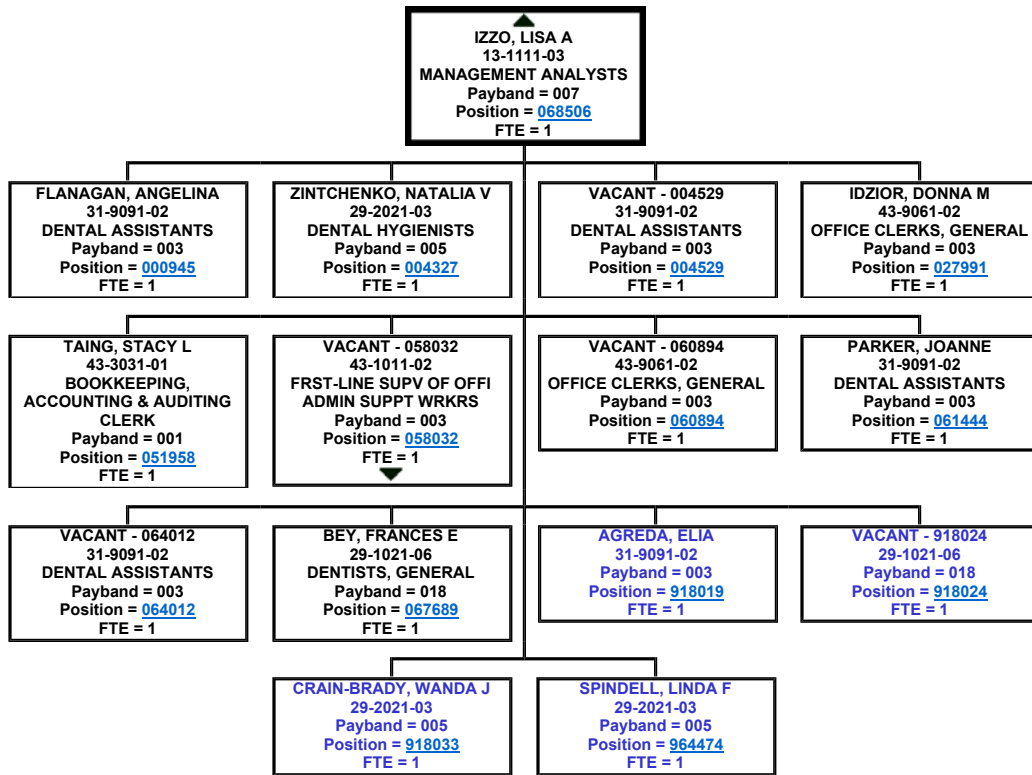 IZZO, LISA A
13-1111-03
MANAGEMENT ANALYSTS
Payband = 007
Position = 068506
FTE = 1
FLANAGAN, ANGELINA
31-9091-02
DENTAL ASSISTANTS
Payband = 003
Position = 000945
FTE = 1
ZINTCHENKO, NATALIA V
29-2021-03
DENTAL HYGIENISTS
Payband = 005
Position = 004327
FTE = 1
VACANT - 004529
31-9091-02
DENTAL ASSISTANTS
Payband = 003
Position = 004529
FTE = 1
IDZIOR, DONNA M
43-9061-02
OFFICE CLERKS, GENERAL
Payband = 003
Position = 027991
FTE = 1
TAING, STACY L
43-3031-01
BOOKKEEPING,
ACCOUNTING & AUDITING
CLERK
Payband = 001
Position = 051958
FTE = 1
VACANT - 058032
43-1011-02
FRST-LINE SUPV OF OFFI
ADMIN SUPPT WRKRS
Payband = 003
Position = 058032
FTE = 1
VACANT - 060894
43-9061-02
OFFICE CLERKS, GENERAL
Payband = 003
Position = 060894
FTE = 1
PARKER, JOANNE
31-9091-02
DENTAL ASSISTANTS
Payband = 003
Position = 061444
FTE = 1
VACANT - 064012
31-9091-02
DENTAL ASSISTANTS
Payband = 003
Position = 064012
FTE = 1
BEY, FRANCES E
29-1021-06
DENTISTS, GENERAL
Payband = 018
Position = 067689
FTE = 1
AGREDA, ELIA
31-9091-02
Payband = 003
Position = 918019
FTE = 1
VACANT - 918024
29-1021-06
Payband = 018
Position = 918024
FTE = 1
CRAIN-BRADY, WANDA J
29-2021-03
Payband = 005
Position = 918033
FTE = 1
SPINDELL, LINDA F
29-2021-03
Payband = 005
Position = 964474
FTE = 1